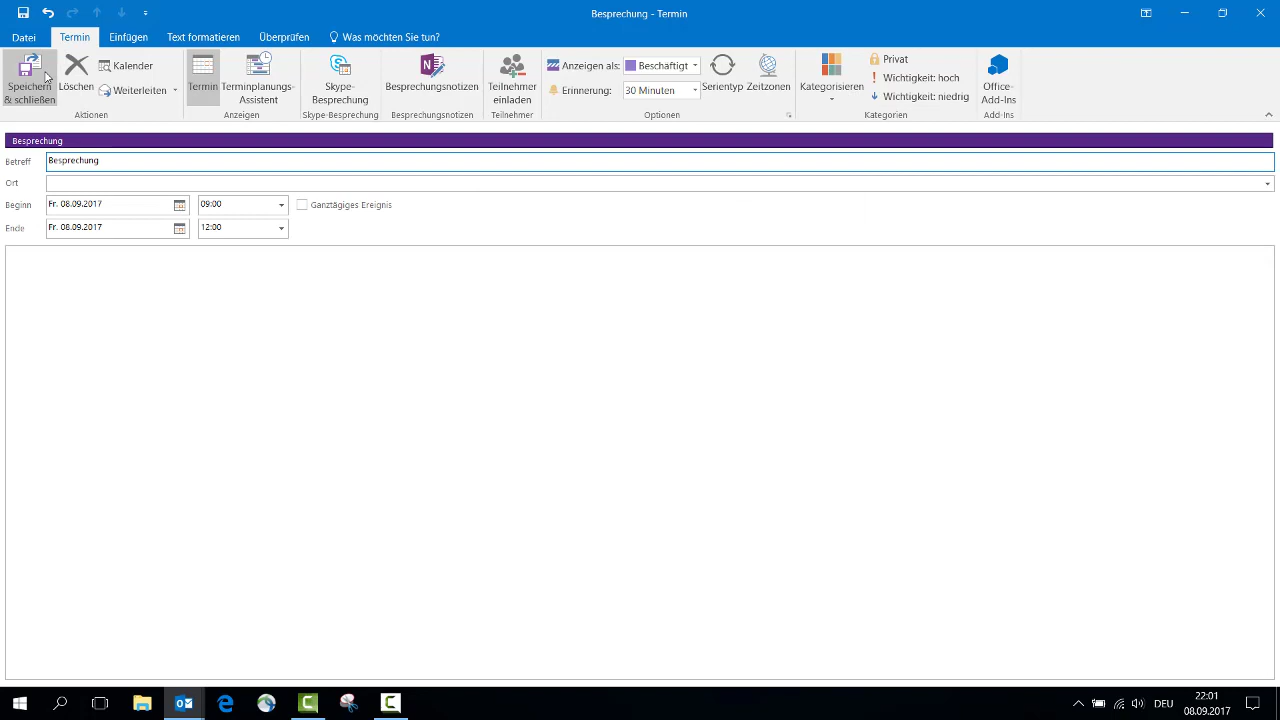 Besprechung - Termin
Datei Termin Einfügen Text formatieren Überprüfen Was möchten Sie tun?
Speichern & schließen
Löschen
Kalender
Weiterleiten
Aktionen
Termin
Terminplanungs-Assistent
Anzeigen
Skype-Besprechung
Skype-Besprechung
Besprechungsnotizen
Besprechungsnotizen
Teilnehmer einladen
Teilnehmer
Anzeigen als: Beschäftigt
Erinnerung: 30 Minuten
Serientyp
Zeitzonen
Optionen
Kategorisieren
Privat
Wichtigkeit: hoch
Wichtigkeit: niedrig
Kategorien
Office-Add-Ins
Add-Ins
Besprechung
Betreff Besprechung
Ort
Beginn Fr. 08.09.2017 09:00 Ganztägiges Ereignis
Ende Fr. 08.09.2017 12:00
DEU
22:01
08.09.2017